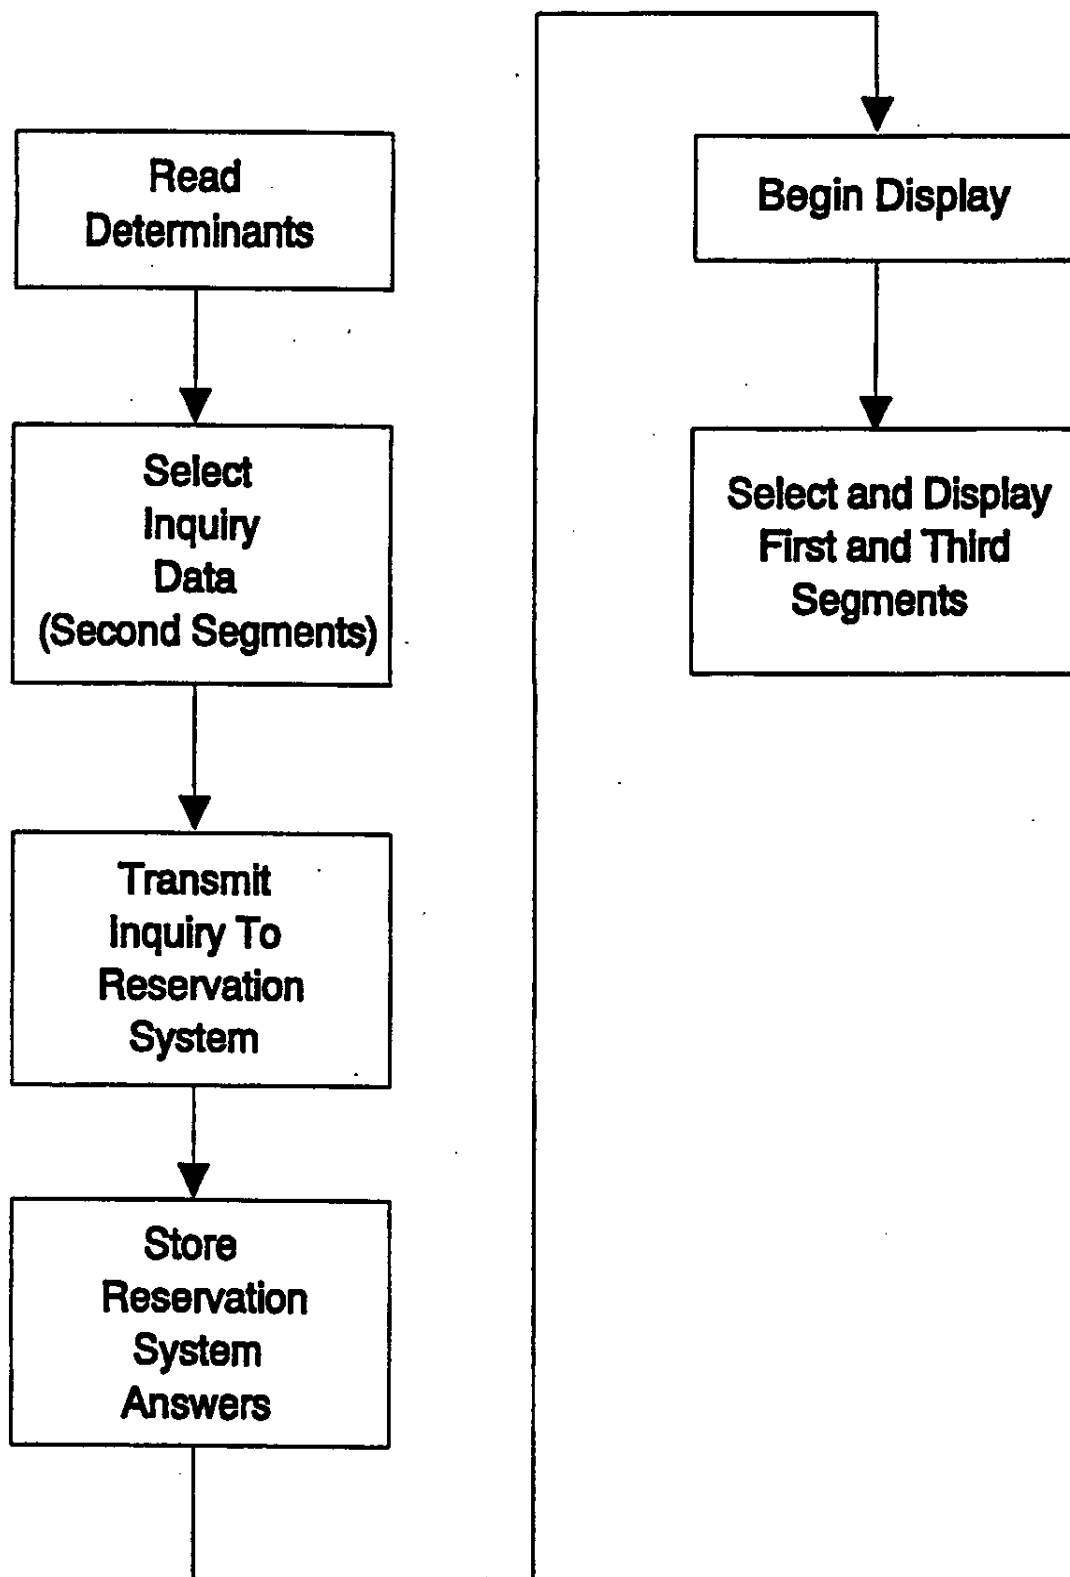 Read
Determinants
Select
Inquiry
Data
(Second Segments)
Transmit
Inquiry To
Reservation
System
Store
Reservation
System
Answers
Begin Display
Select and Display
First and Third
Segments